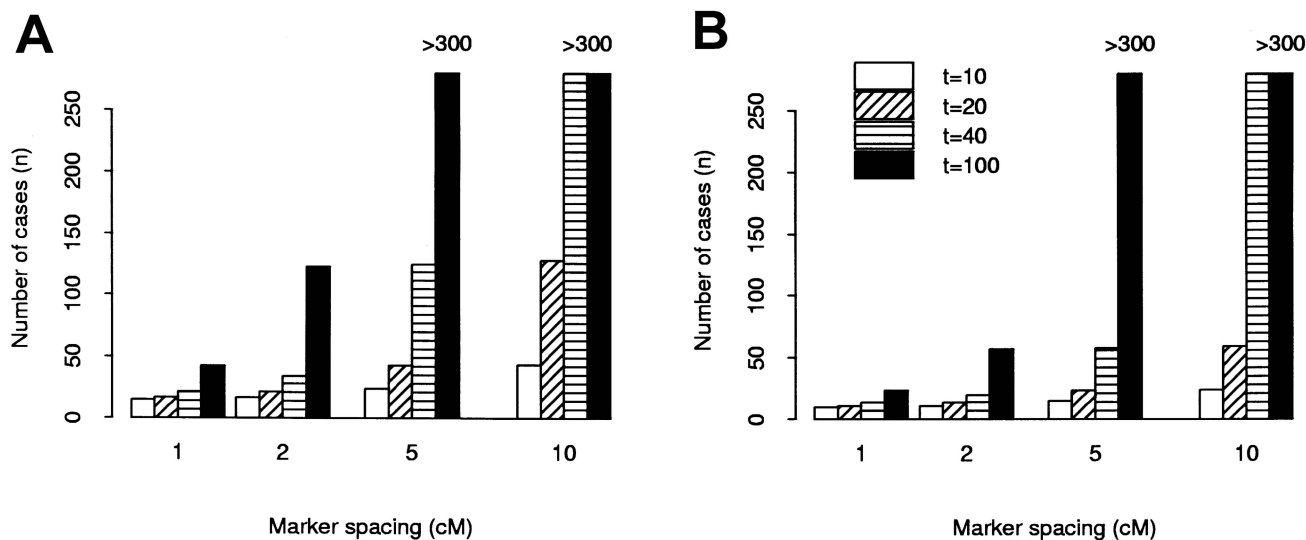 A
>300 >300
Number of cases (n)
0 50 100 150 200 250
1 2 5 10
Marker spacing (cM)
B
>300 >300
t=10
t=20
t=40
t=100
Number of cases (n)
0 50 100 150 200 250
1 2 5 10
Marker spacing (cM)